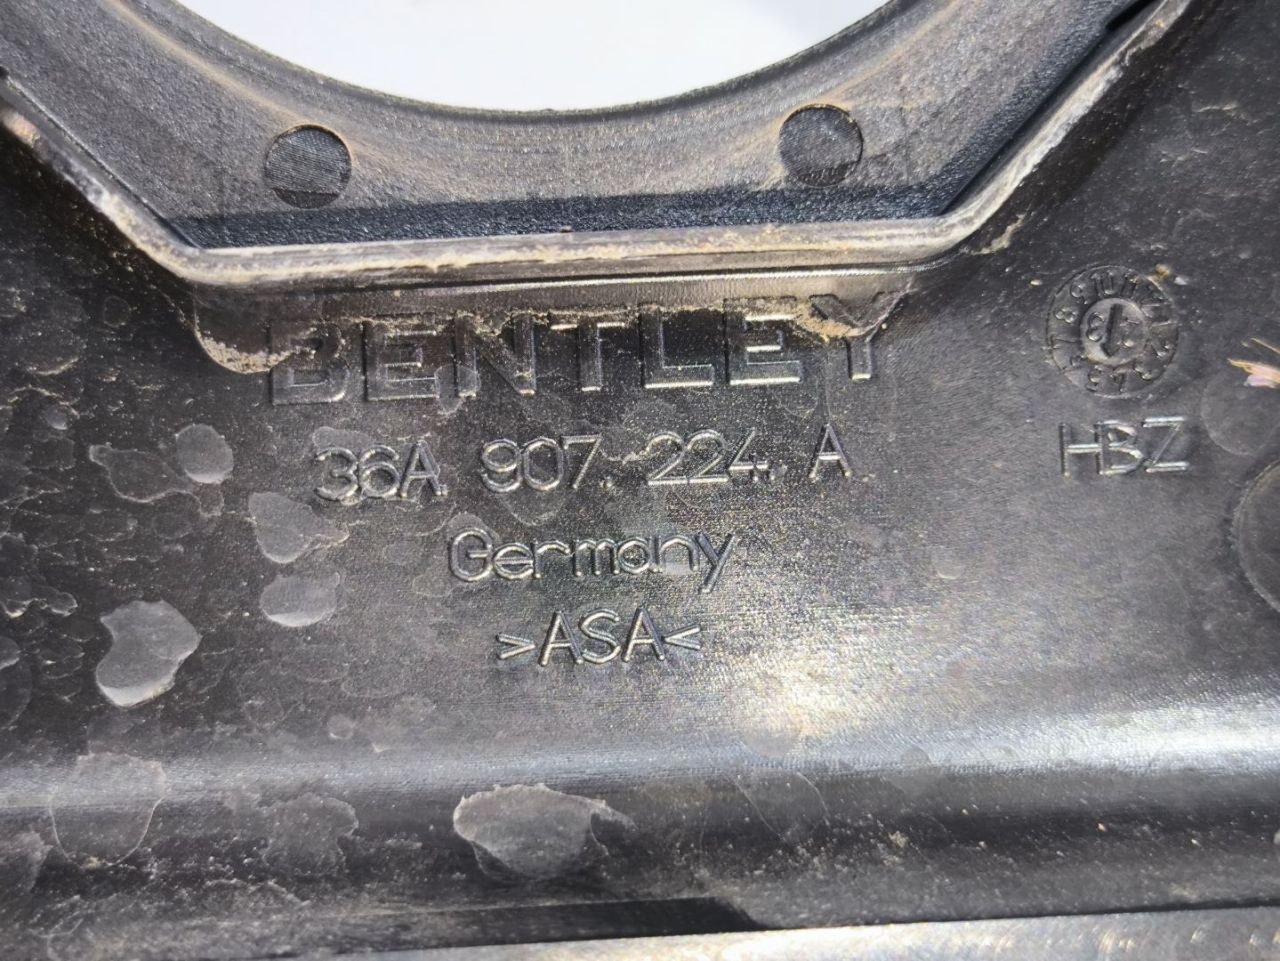 BENTLEY
36A. 907. 224. A
HBZ
Germany
>ASA<